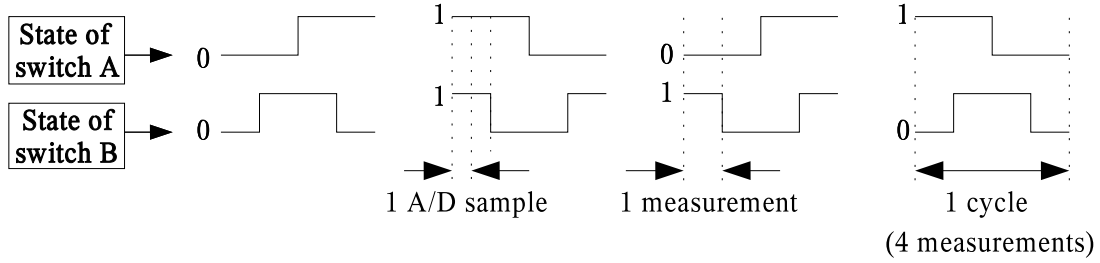 State of
switch A
0
1
0
1
State of
switch B
0
1
1
0
1 A/D sample
1 measurement
1 cycle
(4 measurements)